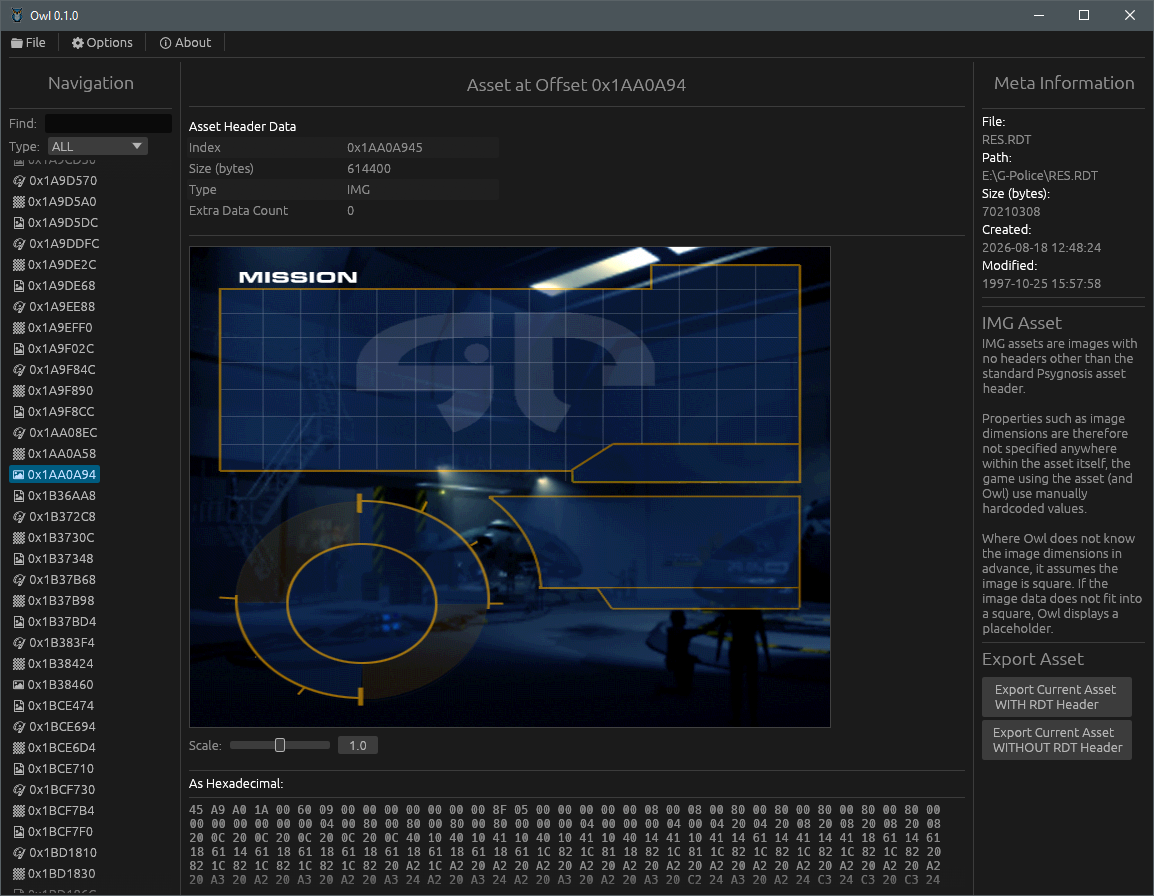 Owl 0.1.0
File
Options
About
Navigation
Find:
Type: ALL
0x1A9D570
0x1A9D5A0
0x1A9D5DC
0x1A9DDFC
0x1A9DE2C
0x1A9DE68
0x1A9EE88
0x1A9EFF0
0x1A9F02C
0x1A9F84C
0x1A9F890
0x1A9F8CC
0x1AA08EC
0x1AA0A58
0x1AA0A94
0x1B36AA8
0x1B372C8
0x1B3730C
0x1B37348
0x1B37B68
0x1B37B98
0x1B37BD4
0x1B383F4
0x1B38424
0x1B38460
0x1BCE474
0x1BCE694
0x1BCE6D4
0x1BCE710
0x1BCF730
0x1BCF7B4
0x1BCF7F0
0x1BD1810
0x1BD1830
Asset at Offset 0x1AA0A94
Asset Header Data
Index 0x1AA0A945
Size (bytes) 614400
Type IMG
Extra Data Count 0
MISSION
Scale: 1.0
As Hexadecimal:
45 A9 A0 1A 00 60 09 00 00 00 00 00 00 00 8F 05 00 00 00 00 00 08 00 08 00 80 00 80 00 80 00 80 00 80 00
00 00 00 00 00 04 00 80 00 80 00 80 00 80 00 00 00 04 00 00 00 04 00 04 20 04 20 08 20 08 20 08 20 08
20 0C 20 0C 20 0C 20 0C 20 0C 40 10 40 10 41 10 40 10 41 10 40 14 41 10 41 14 61 14 41 14 41 18 61 14 61
18 61 14 61 18 61 18 61 18 61 18 61 18 61 18 61 1C 82 1C 81 18 82 1C 81 1C 82 1C 82 1C 82 1C 82 1C 82 20
82 1C 82 1C 82 1C 82 1C 82 20 A2 1C A2 20 A2 20 A2 20 A2 20 A2 20 A2 20 A2 20 A2 20 A2 20 A2 20 A2 20 A2
20 A3 20 A2 20 A3 20 A2 20 A3 24 A2 20 A3 20 A2 20 A3 20 A2 20 A3 20 C2 24 A3 20 A2 24 C3 24 C3 20 C3 24
Meta Information
File:
RES.RDT
Path:
E:\G-Police\RES.RDT
Size (bytes):
70210308
Created:
2026-08-18 12:48:24
Modified:
1997-10-25 15:57:58
IMG Asset
IMG assets are images with
no headers other than the
standard Psygnosis asset
header.
Properties such as image
dimensions are therefore
not specified anywhere
within the asset itself, the
game using the asset (and
Owl) use manually
hardcoded values.
Where Owl does not know
the image dimensions in
advance, it assumes the
image is square. If the
image data does not fit into
a square, Owl displays a
placeholder.
Export Asset
Export Current Asset
WITH RDT Header
Export Current Asset
WITHOUT RDT Header